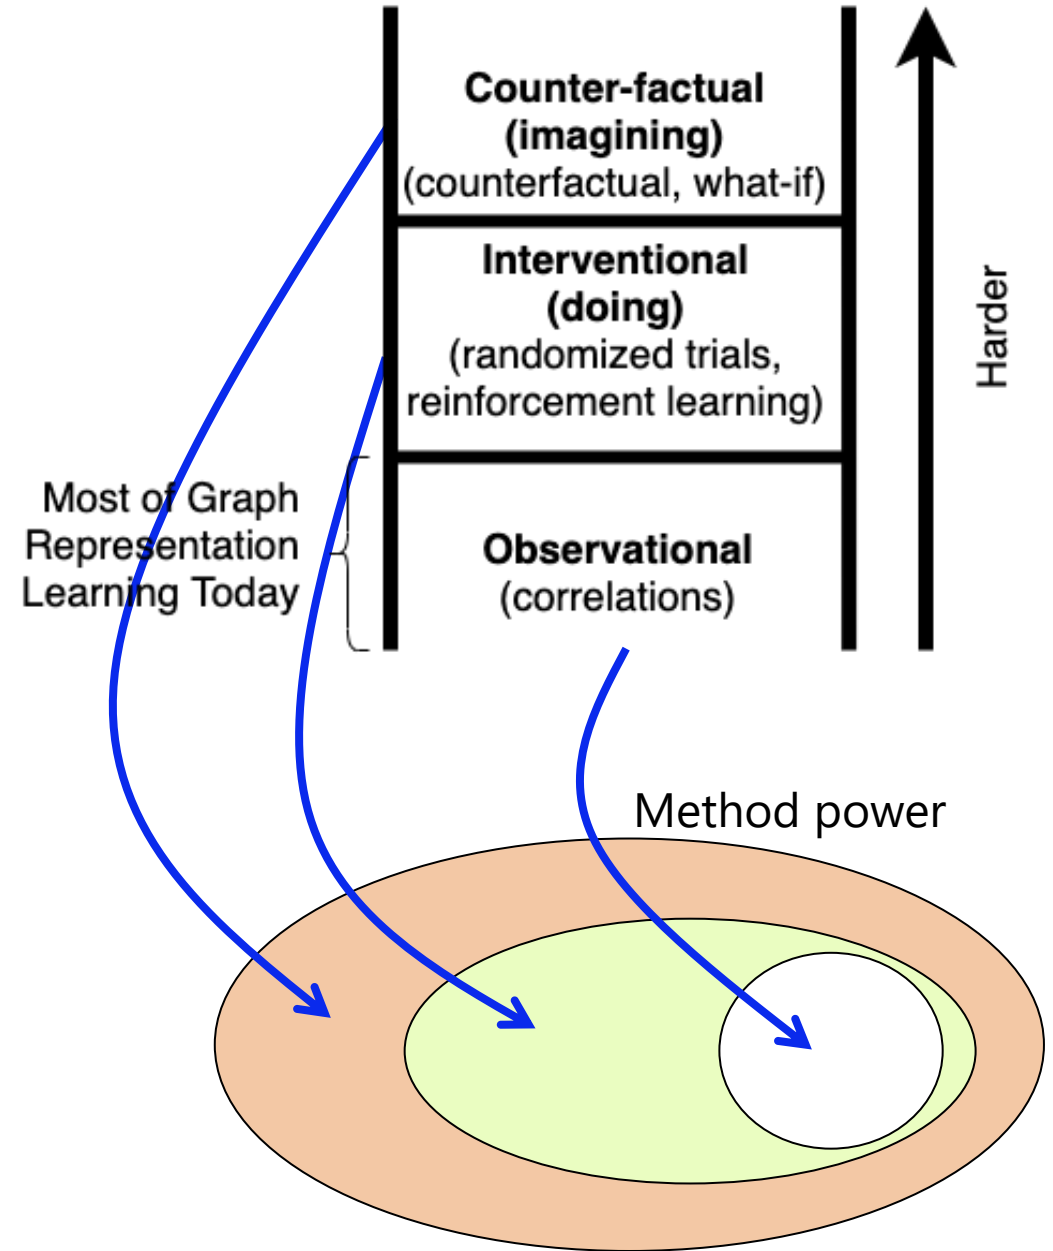 Counter-factual
(imagining)
(counterfactual, what-if)
Interventional
(doing)
(randomized trials,
reinforcement learning)
Harder
Most of Graph
Representation
Learning Today
Observational
(correlations)
Method power